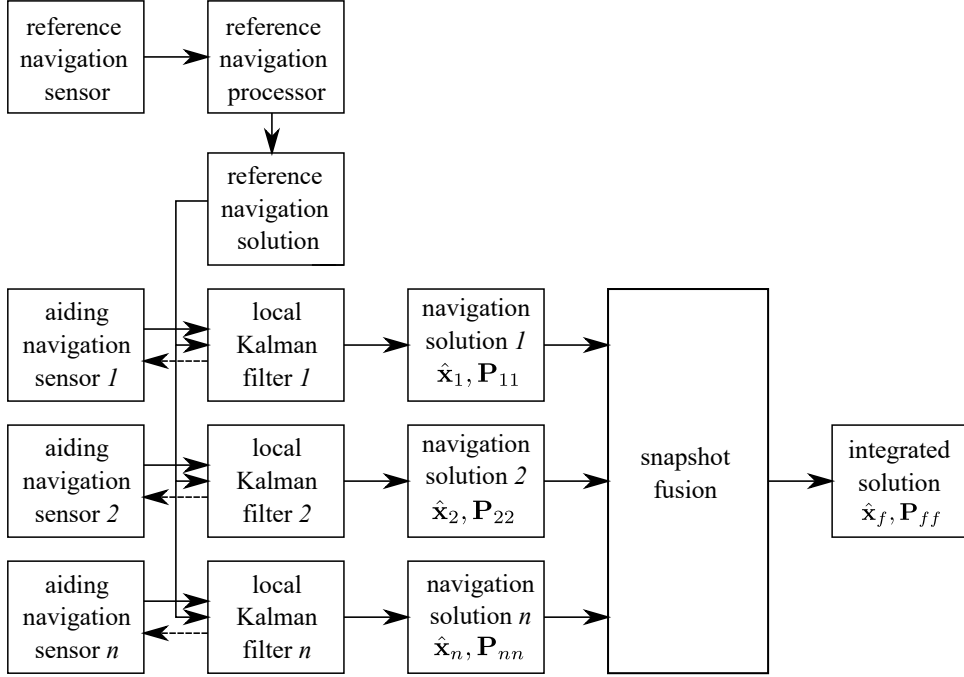 reference
navigation
sensor
reference
navigation
processor
reference
navigation
solution
aiding
navigation
sensor 1
local
Kalman
filter 1
navigation
solution 1
x̂₁, P₁₁
aiding
navigation
sensor 2
local
Kalman
filter 2
navigation
solution 2
x̂₂, P₂₂
aiding
navigation
sensor n
local
Kalman
filter n
navigation
solution n
x̂ₙ, Pₙₙ
snapshot
fusion
integrated
solution
x̂_f, P_ff